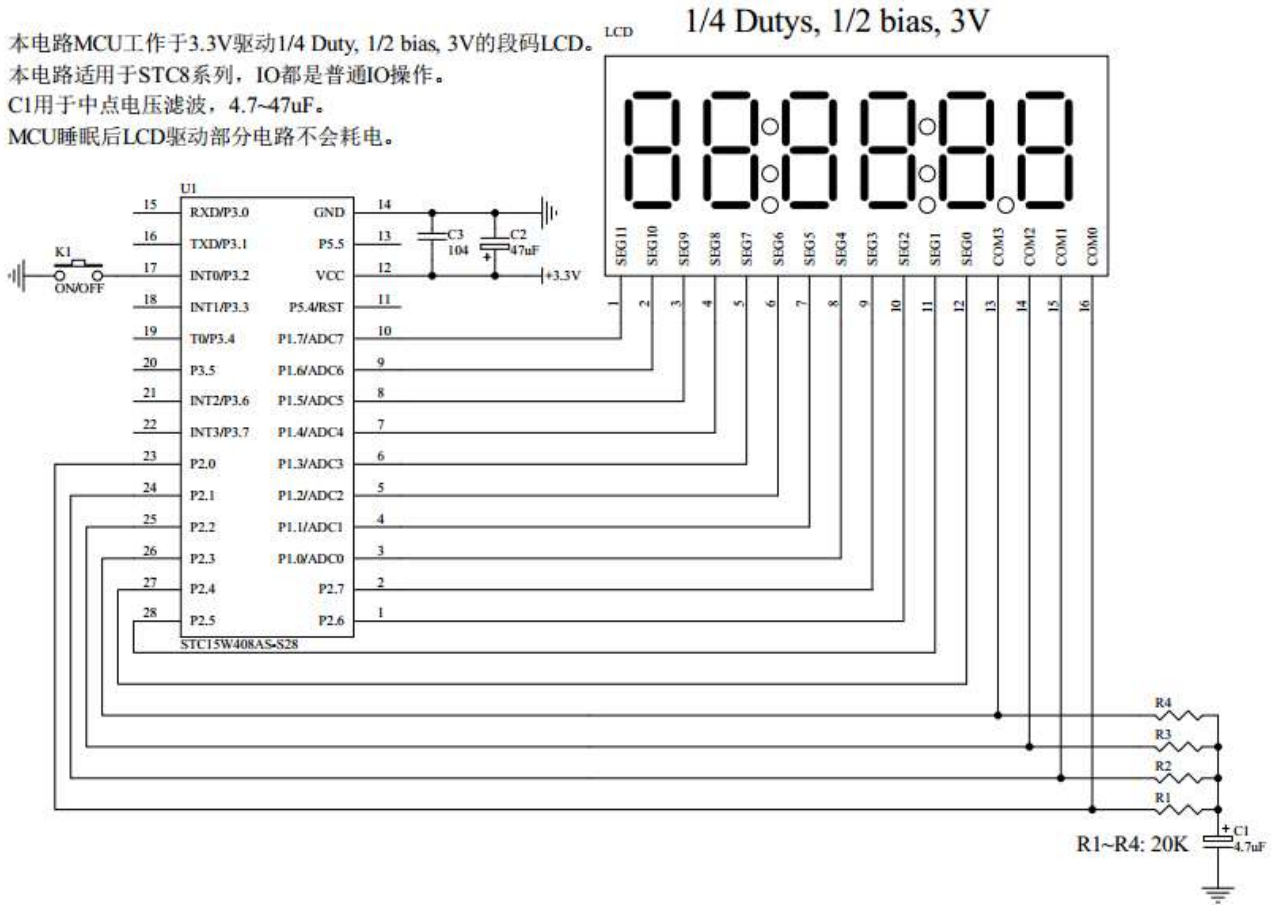 1/4 Dutys, 1/2 bias, 3V
本电路MCU工作于3.3V驱动1/4 Duty, 1/2 bias, 3V的段码LCD。
本电路适用于STC8系列，IO都是普通IO操作。
C1用于中点电压滤波，4.7~47uF。
MCU睡眠后LCD驱动部分电路不会耗电。
LCD
SEG11
SEG10
SEG9
SEG8
SEG7
SEG6
SEG5
SEG4
SEG3
SEG2
SEG1
SEG0
COM3
COM2
COM1
COM0
1
2
3
4
5
6
7
8
9
10
11
12
13
14
15
16
U1
15 RXD/P3.0 GND 14
16 TXD/P3.1 P5.5 13
17 INT0/P3.2 VCC 12
18 INT1/P3.3 P5.4/RST 11
19 T0/P3.4 P1.7/ADC7 10
20 P3.5 P1.6/ADC6 9
21 INT2/P3.6 P1.5/ADC5 8
22 INT3/P3.7 P1.4/ADC4 7
23 P2.0 P1.3/ADC3 6
24 P2.1 P1.2/ADC2 5
25 P2.2 P1.1/ADC1 4
26 P2.3 P1.0/ADC0 3
27 P2.4 P2.7 2
28 P2.5 P2.6 1
STC15W408AS-S28
K1
ON/OFF
C3
104
C2
47uF
+
+3.3V
R4
R3
R2
R1
R1~R4: 20K
+ C1
4.7uF